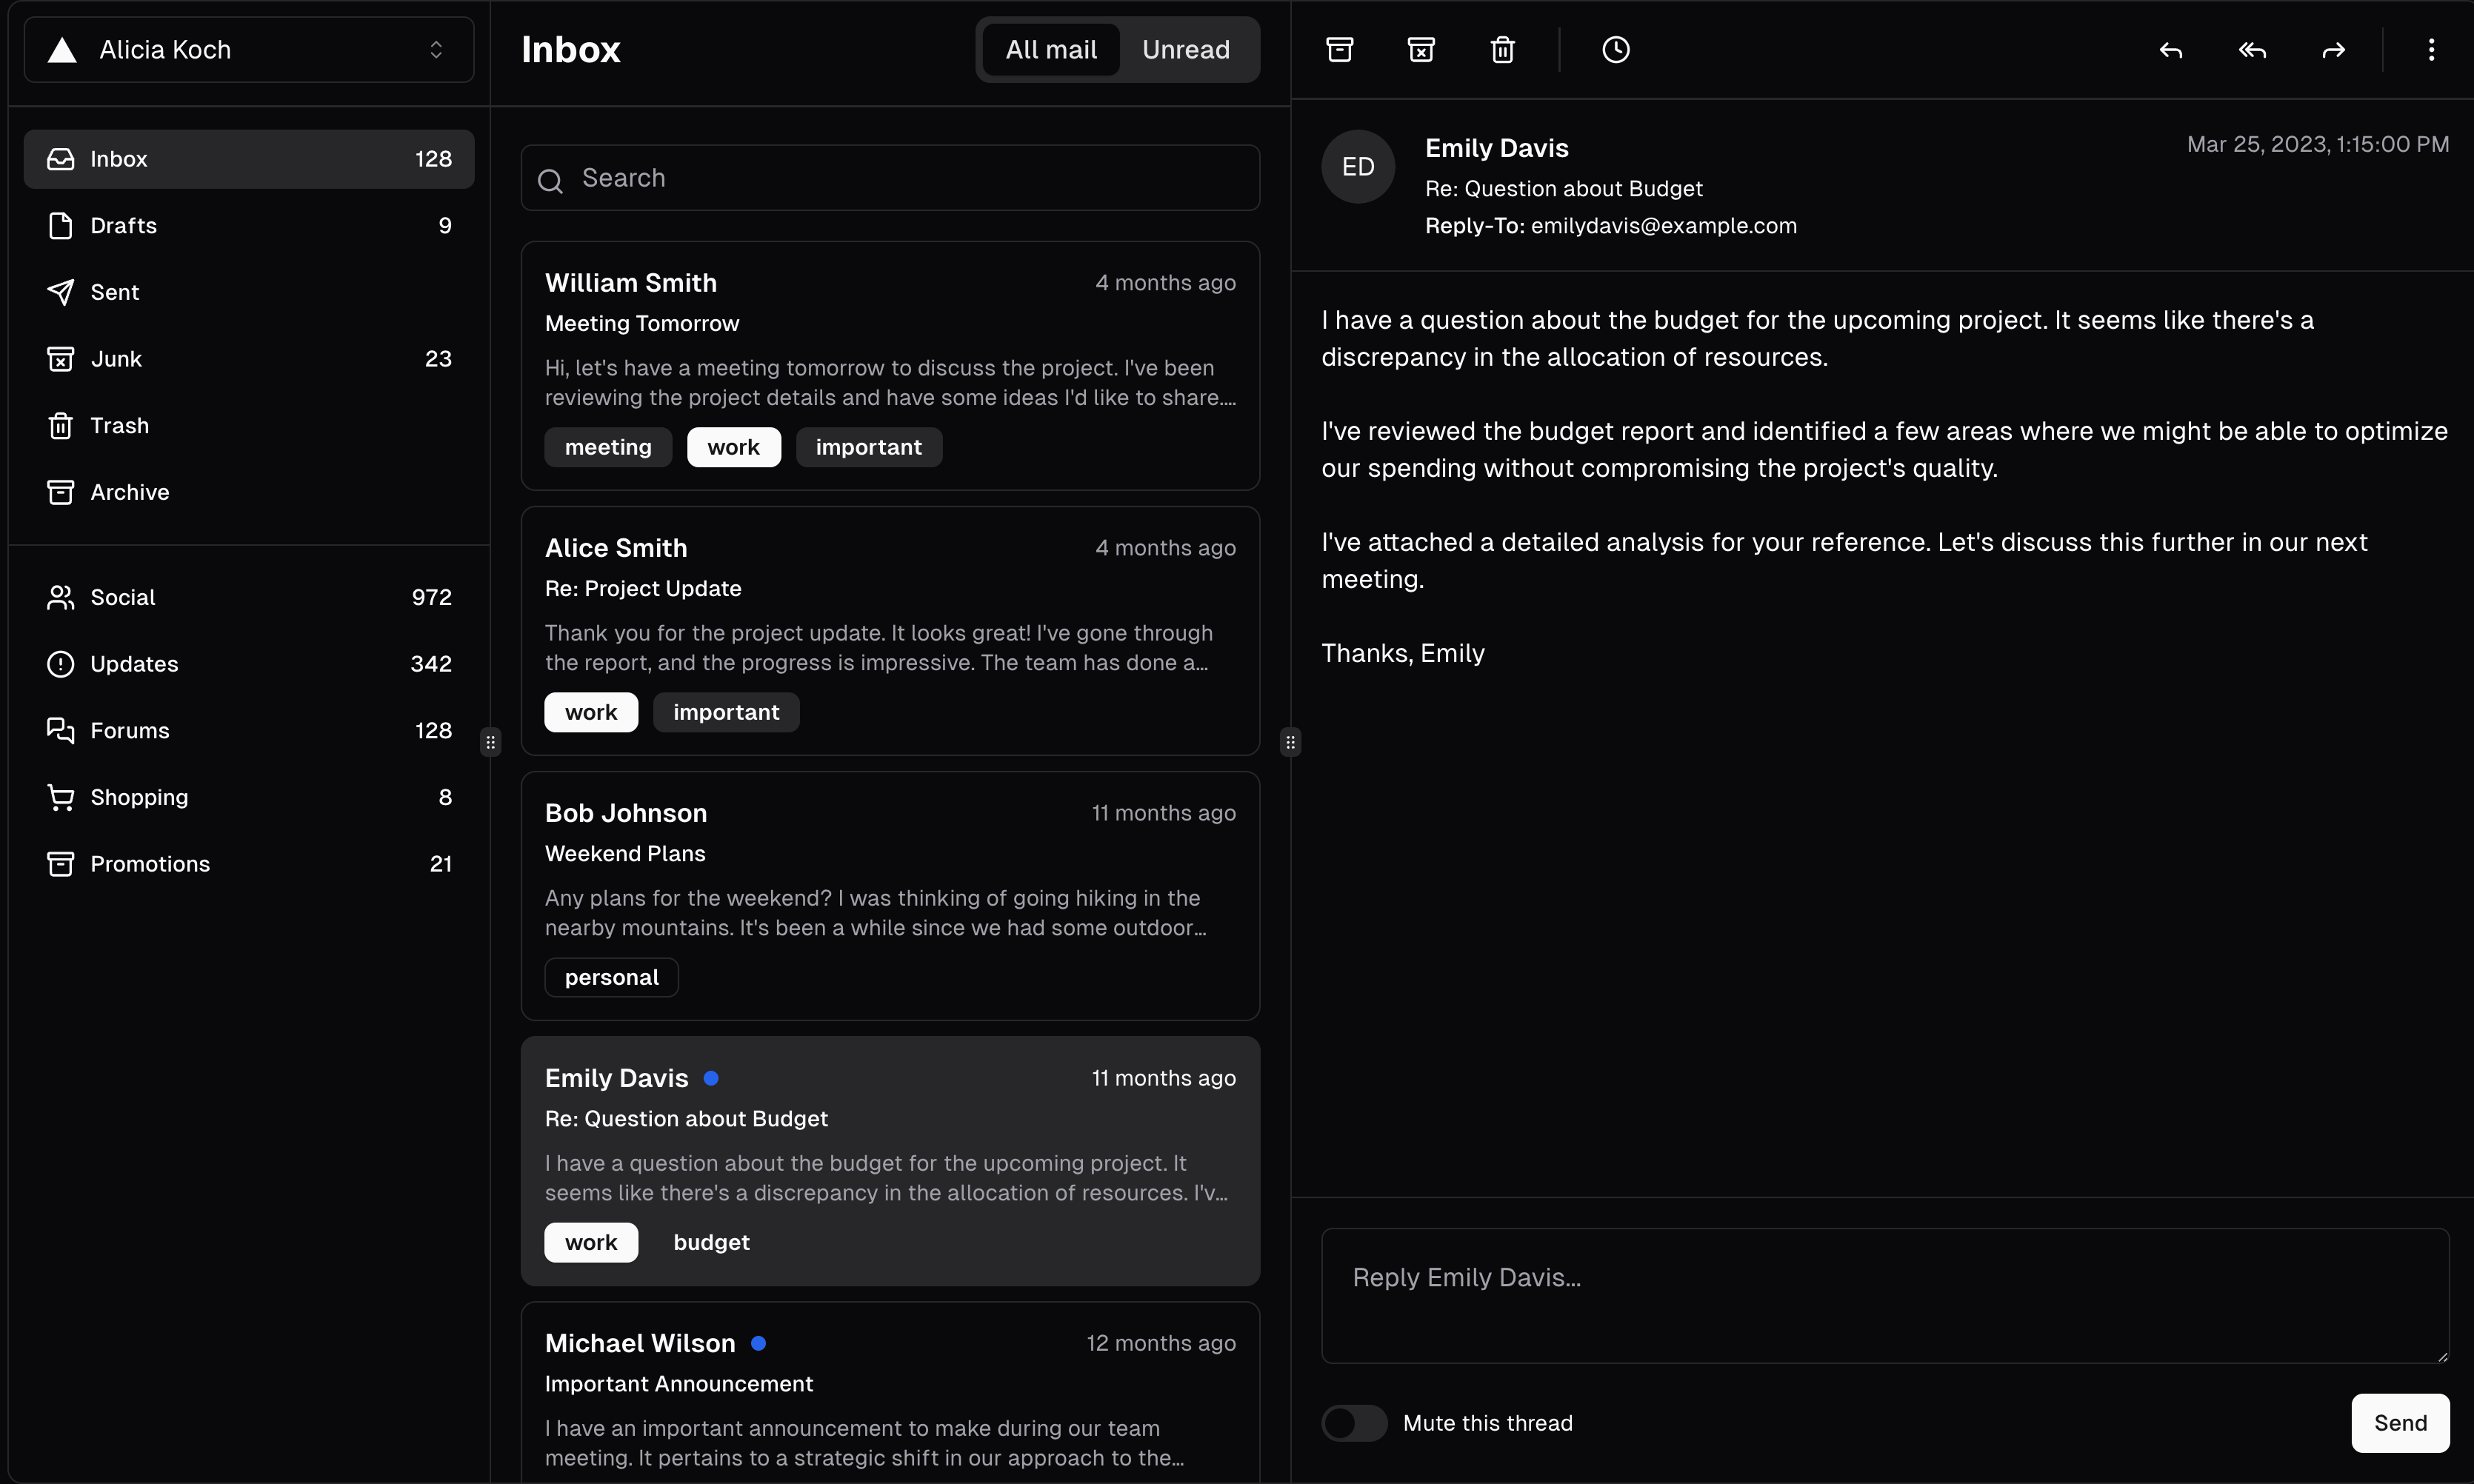 Alicia Koch
Inbox 128
Drafts 9
Sent
Junk 23
Trash
Archive
Social 972
Updates 342
Forums 128
Shopping 8
Promotions 21
Inbox
All mail Unread
Search
William Smith 4 months ago
Meeting Tomorrow
Hi, let's have a meeting tomorrow to discuss the project. I've been
reviewing the project details and have some ideas I'd like to share....
meeting work important
Alice Smith 4 months ago
Re: Project Update
Thank you for the project update. It looks great! I've gone through
the report, and the progress is impressive. The team has done a...
work important
Bob Johnson 11 months ago
Weekend Plans
Any plans for the weekend? I was thinking of going hiking in the
nearby mountains. It's been a while since we had some outdoor...
personal
Emily Davis 11 months ago
Re: Question about Budget
I have a question about the budget for the upcoming project. It
seems like there's a discrepancy in the allocation of resources. I'v...
work budget
Michael Wilson 12 months ago
Important Announcement
I have an important announcement to make during our team
meeting. It pertains to a strategic shift in our approach to the...
ED
Emily Davis Mar 25, 2023, 1:15:00 PM
Re: Question about Budget
Reply-To: emilydavis@example.com
I have a question about the budget for the upcoming project. It seems like there's a
discrepancy in the allocation of resources.
I've reviewed the budget report and identified a few areas where we might be able to optimize
our spending without compromising the project's quality.
I've attached a detailed analysis for your reference. Let's discuss this further in our next
meeting.
Thanks, Emily
Reply Emily Davis...
Mute this thread Send